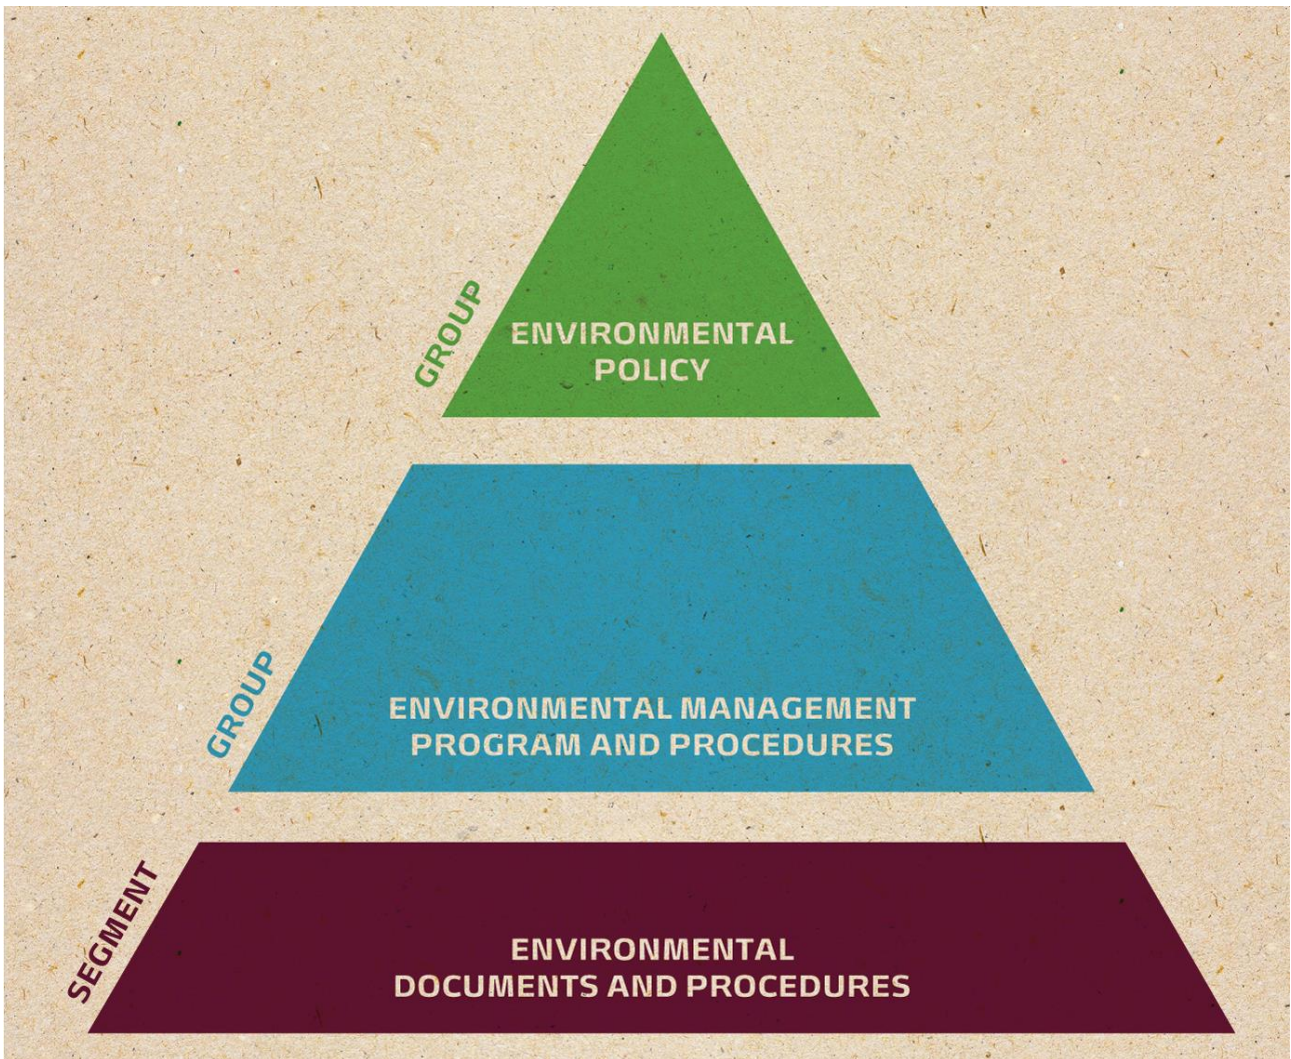 GROUP
ENVIRONMENTAL
POLICY
GROUP
ENVIRONMENTAL MANAGEMENT
PROGRAM AND PROCEDURES
SEGMENT
ENVIRONMENTAL
DOCUMENTS AND PROCEDURES